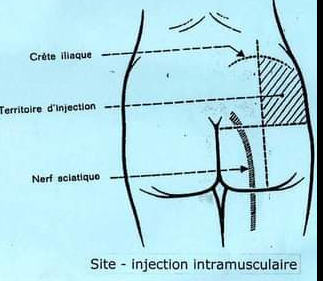 Crête iliaque
Territoire d'injection
Nerf sciatique
Site - injection intramusculaire